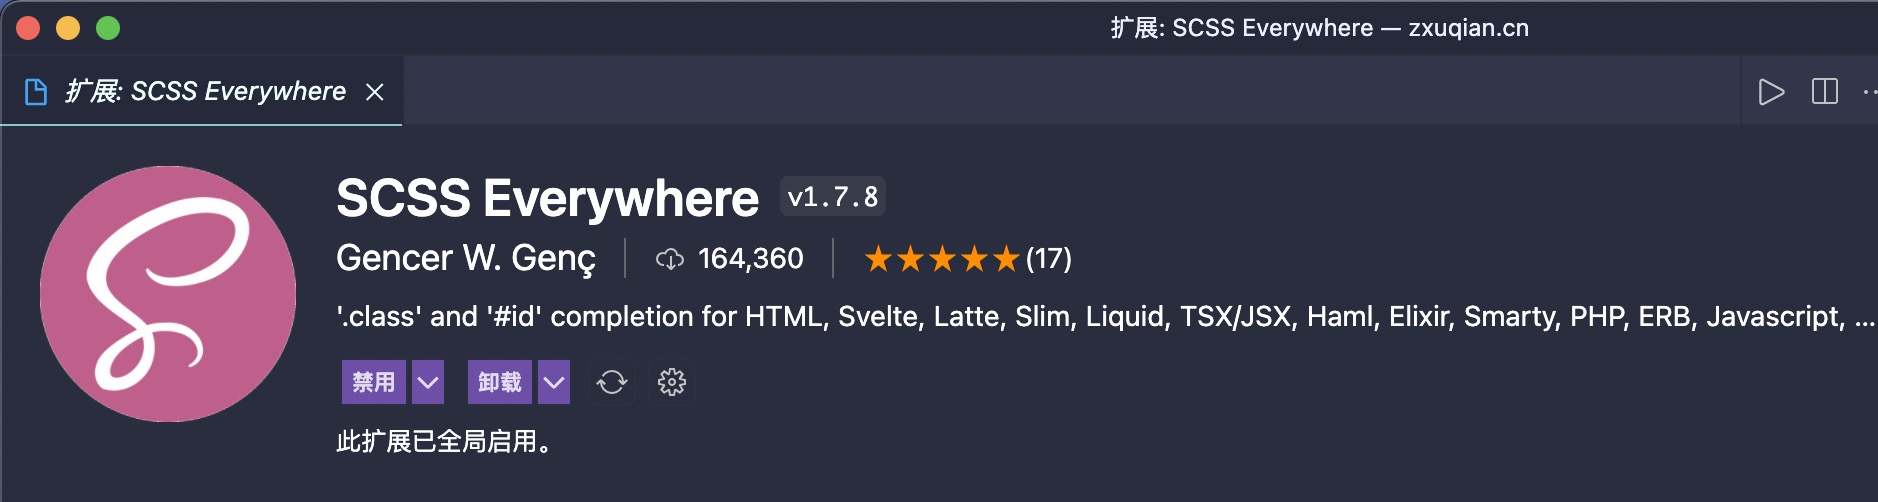 扩展: SCSS Everywhere — zxuqian.cn
扩展: SCSS Everywhere
SCSS Everywhere v1.7.8
Gencer W. Genç 164,360 (17)
'.class' and '#id' completion for HTML, Svelte, Latte, Slim, Liquid, TSX/JSX, Haml, Elixir, Smarty, PHP, ERB, Javascript, ...
禁用 卸载
此扩展已全局启用。